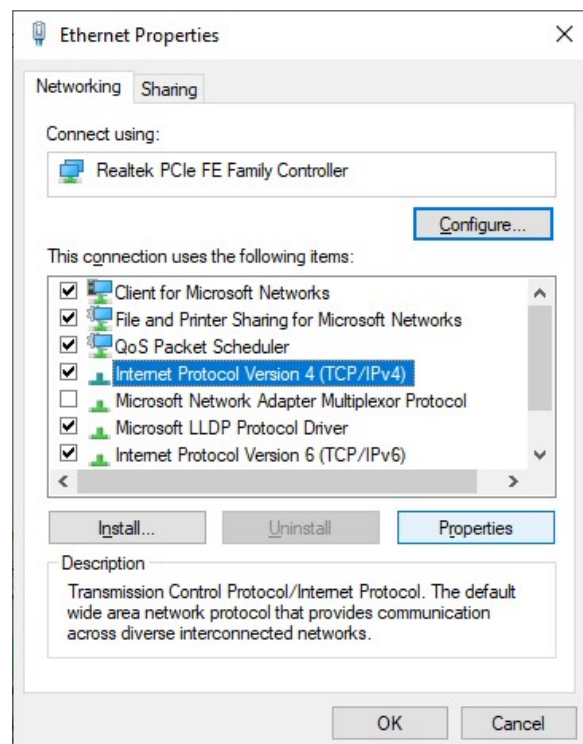 Ethernet Properties
Networking
Sharing
Connect using:
Realtek PCIe FE Family Controller
Configure...
This connection uses the following items:
Client for Microsoft Networks
File and Printer Sharing for Microsoft Networks
QoS Packet Scheduler
Internet Protocol Version 4 (TCP/IPv4)
Microsoft Network Adapter Multiplexor Protocol
Microsoft LLDP Protocol Driver
Internet Protocol Version 6 (TCP/IPv6)
Install...
Uninstall
Properties
Description
Transmission Control Protocol/Internet Protocol. The default
wide area network protocol that provides communication
across diverse interconnected networks.
OK
Cancel